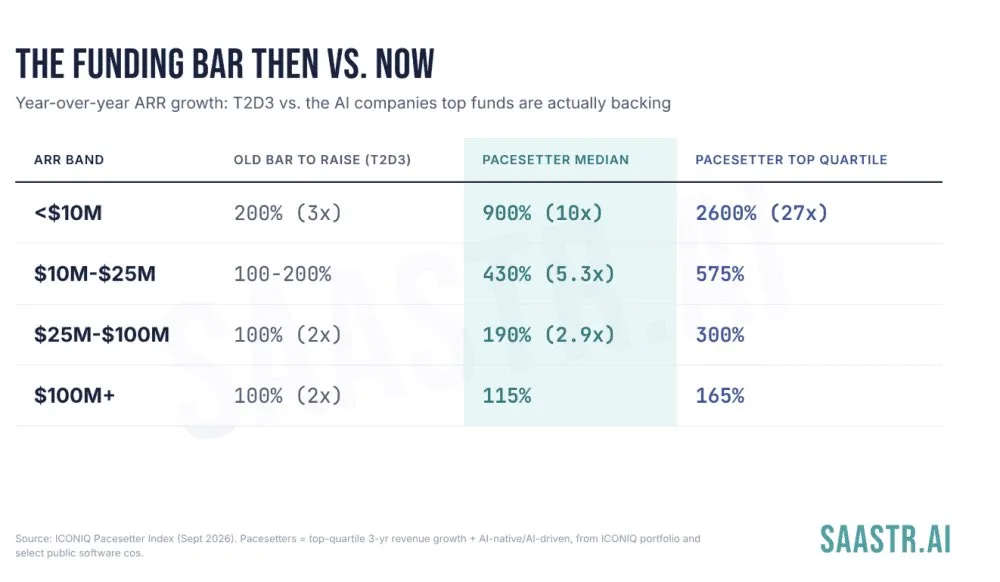 THE FUNDING BAR THEN VS. NOW
Year-over-year ARR growth: T2D3 vs. the AI companies top funds are actually backing
ARR BAND OLD BAR TO RAISE (T2D3) PACESETTER MEDIAN PACESETTER TOP QUARTILE
<$10M 200% (3x) 900% (10x) 2600% (27x)
$10M-$25M 100-200% 430% (5.3x) 575%
$25M-$100M 100% (2x) 190% (2.9x) 300%
$100M+ 100% (2x) 115% 165%
SAASTR.AI
Source: ICONIQ Pacesetter Index (Sept 2026). Pacesetters = top-quartile 3-yr revenue growth + AI-native/AI-driven, from ICONIQ portfolio and
select public software cos.
SAASTR.AI